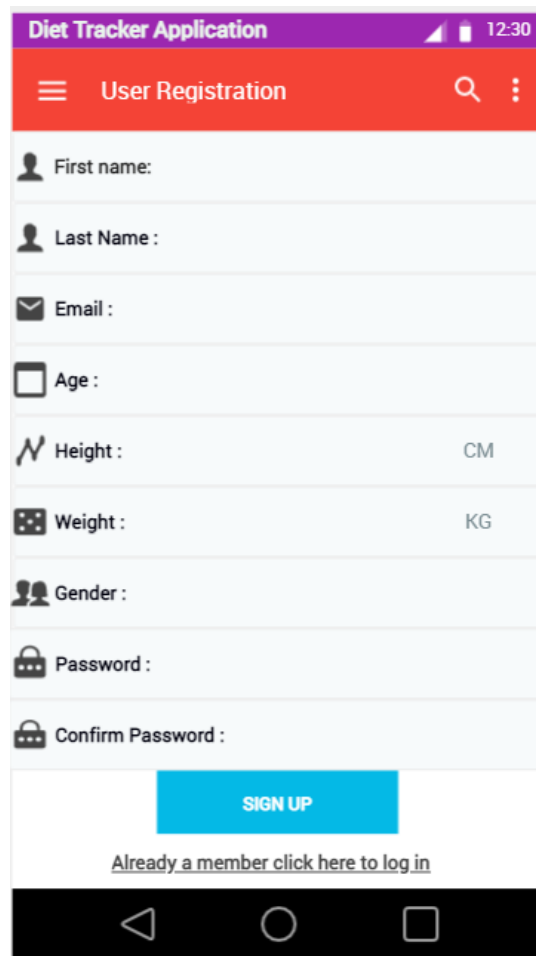 Diet Tracker Application 12:30
User Registration
First name:
Last Name :
Email :
Age :
Height : CM
Weight : KG
Gender :
Password :
Confirm Password :
SIGN UP
Already a member click here to log in